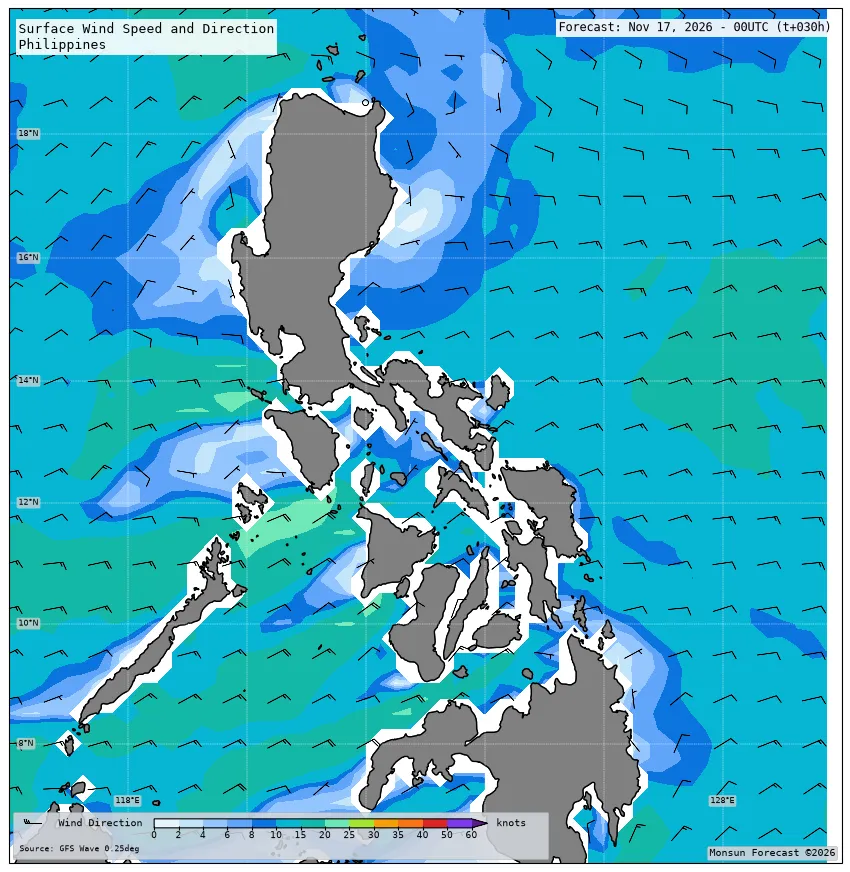 Surface Wind Speed and Direction
Philippines
Forecast: Nov 17, 2026 - 00UTC (t+030h)
18°N
16°N
14°N
12°N
10°N
8°N
118°E
128°E
Wind Direction
0 2 4 6 8 10 15 20 25 30 35 40 50 60
knots
Source: GFS Wave 0.25deg
Monsun Forecast ©2026